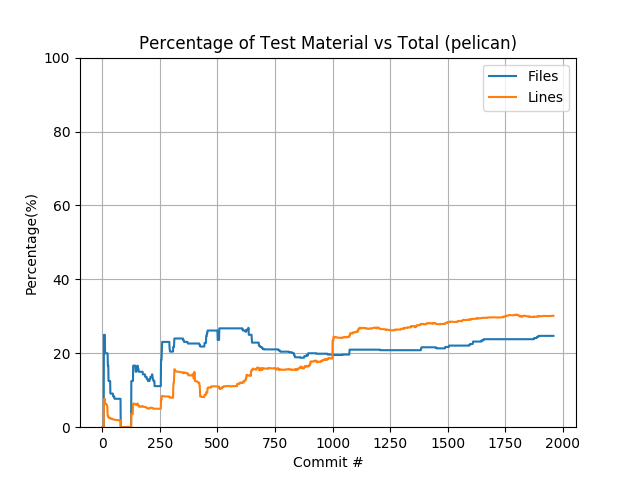 Percentage of Test Material vs Total (pelican)
Files
Lines
Percentage(%)
100
80
60
40
20
0
0 250 500 750 1000 1250 1500 1750 2000
Commit #